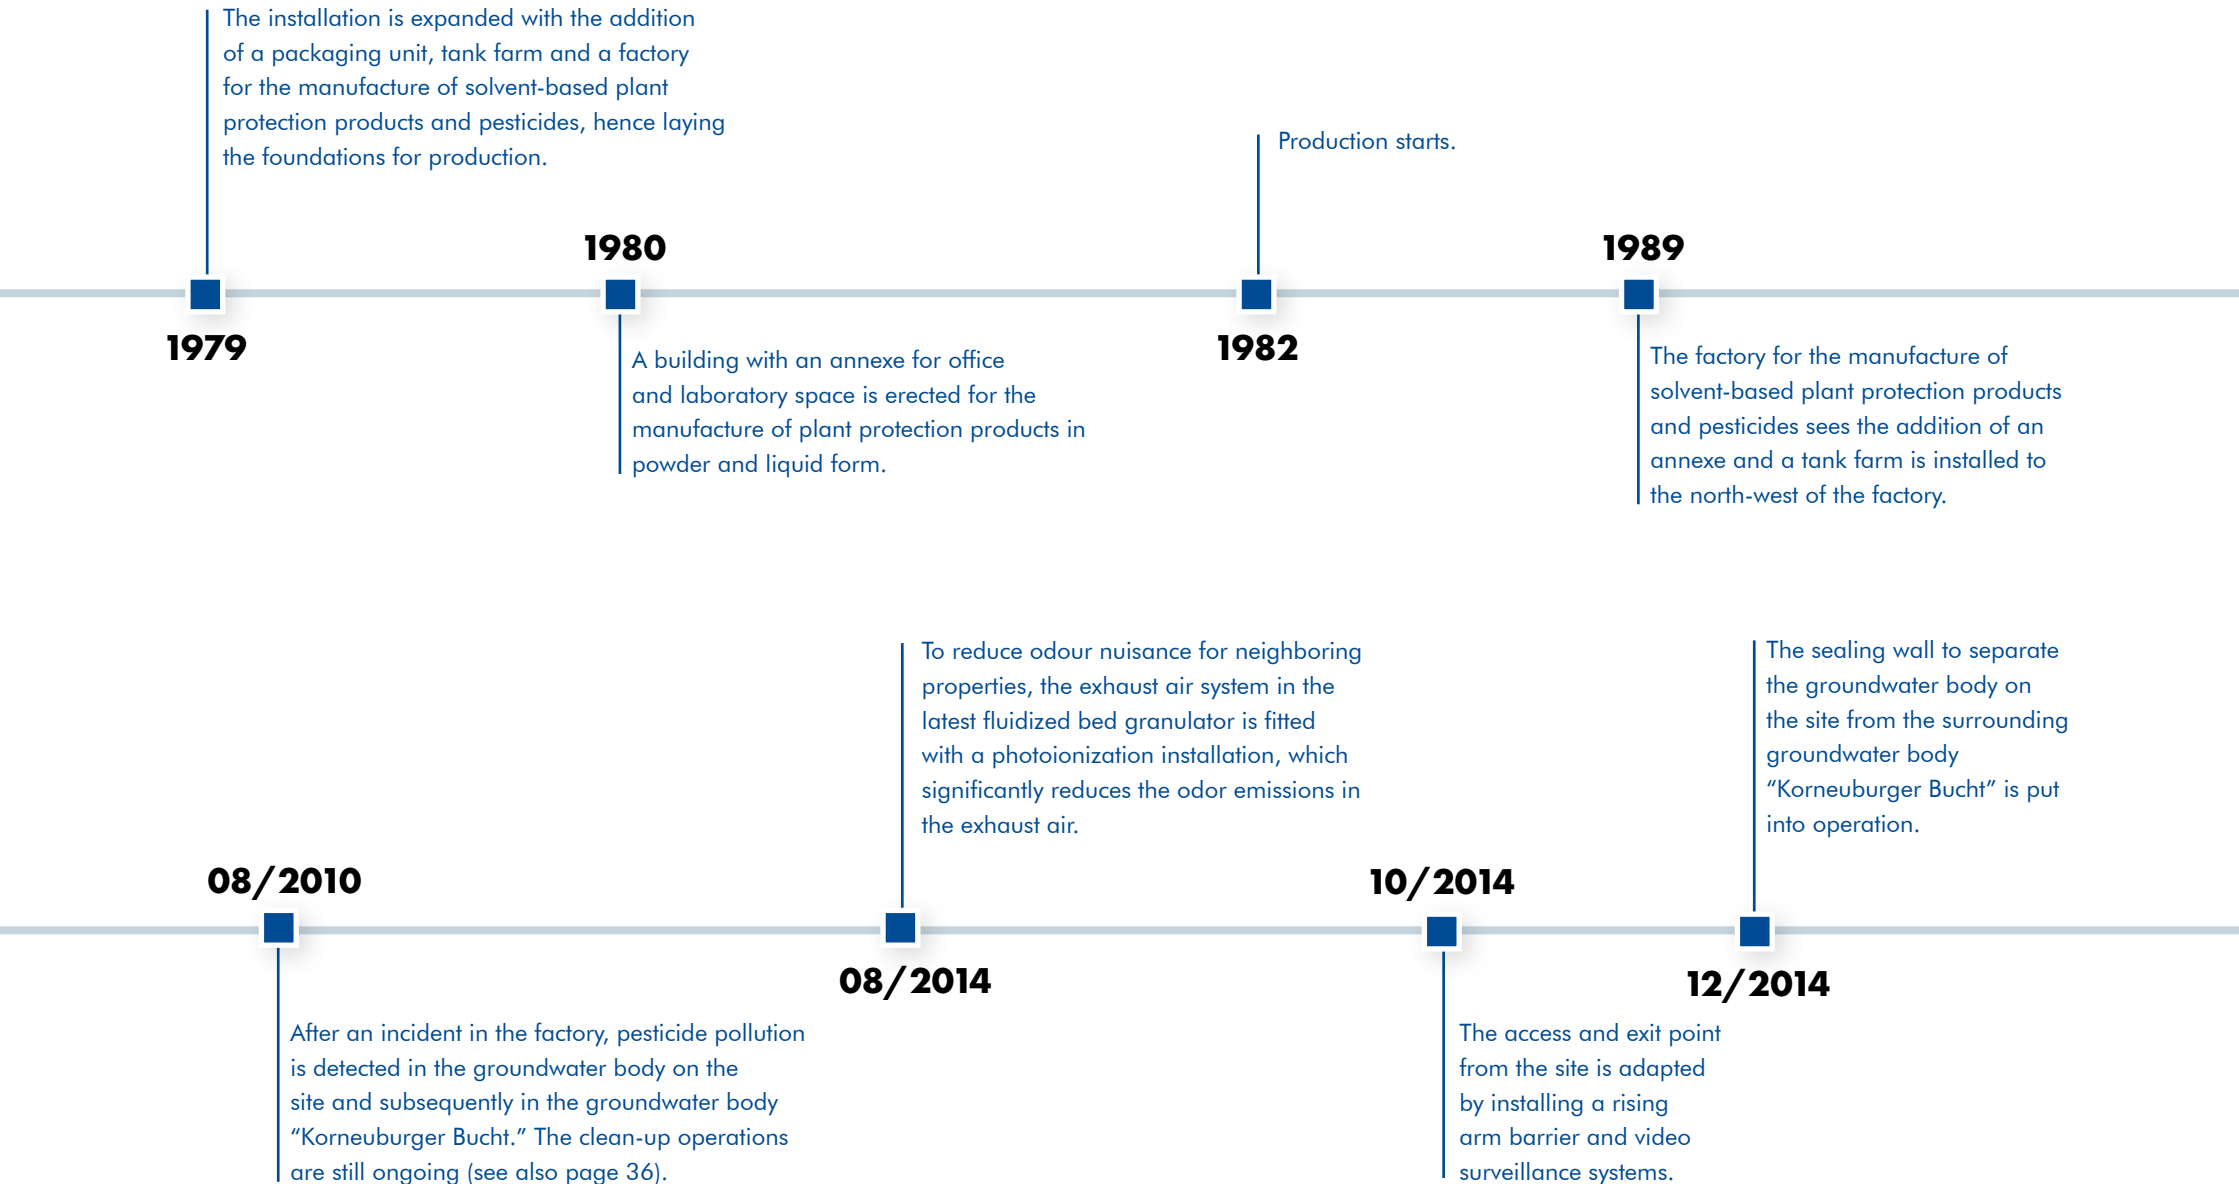 The installation is expanded with the addition
of a packaging unit, tank farm and a factory
for the manufacture of solvent-based plant
protection products and pesticides, hence laying
the foundations for production.
1979
1980
A building with an annexe for office
and laboratory space is erected for the
manufacture of plant protection products in
powder and liquid form.
Production starts.
1982
1989
The factory for the manufacture of
solvent-based plant protection products
and pesticides sees the addition of an
annexe and a tank farm is installed to
the north-west of the factory.
08/2010
After an incident in the factory, pesticide pollution
is detected in the groundwater body on the
site and subsequently in the groundwater body
“Korneuburger Bucht.” The clean-up operations
are still ongoing (see also page 36).
To reduce odour nuisance for neighboring
properties, the exhaust air system in the
latest fluidized bed granulator is fitted
with a photoionization installation, which
significantly reduces the odor emissions in
the exhaust air.
08/2014
10/2014
The access and exit point
from the site is adapted
by installing a rising
arm barrier and video
surveillance systems.
The sealing wall to separate
the groundwater body on
the site from the surrounding
groundwater body
“Korneuburger Bucht” is put
into operation.
12/2014